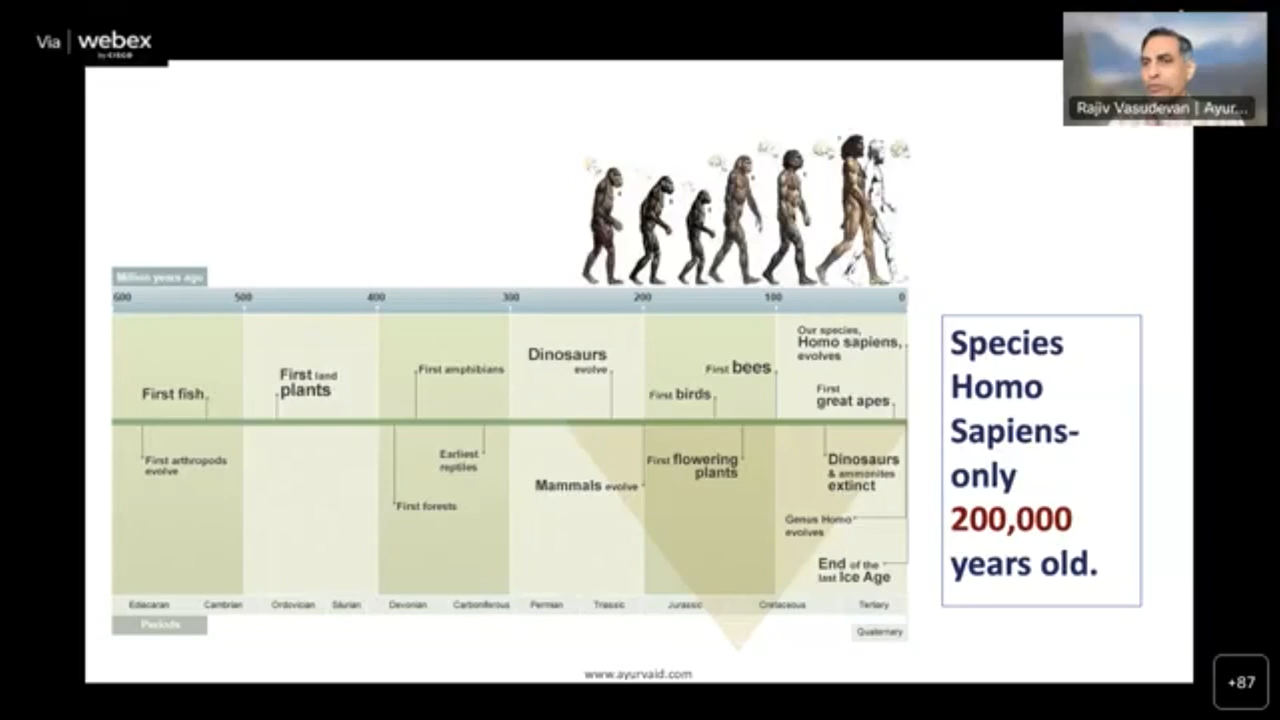 Via | webex
by CISCO
Rajiv Vasudevan | Ayur...
Million years ago
600 500 400 300 200 100 0
Our species,
Homo sapiens,
evolves
Dinosaurs
evolve
First bees
First amphibians
First land
plants
First fish
First birds
First
great apes
First arthropods
evolve
Earliest
reptiles
First flowering
plants
Dinosaurs
& ammonites
extinct
Mammals evolve
First forests
Genus Homo
evolves
End of the
last Ice Age
Ediacaran Cambrian Ordovician Silurian Devonian Carboniferous Permian Triassic Jurassic Cretaceous Tertiary
Periods
Quaternary
Species
Homo
Sapiens-
only
200,000
years old.
www.ayurvaid.com
+87